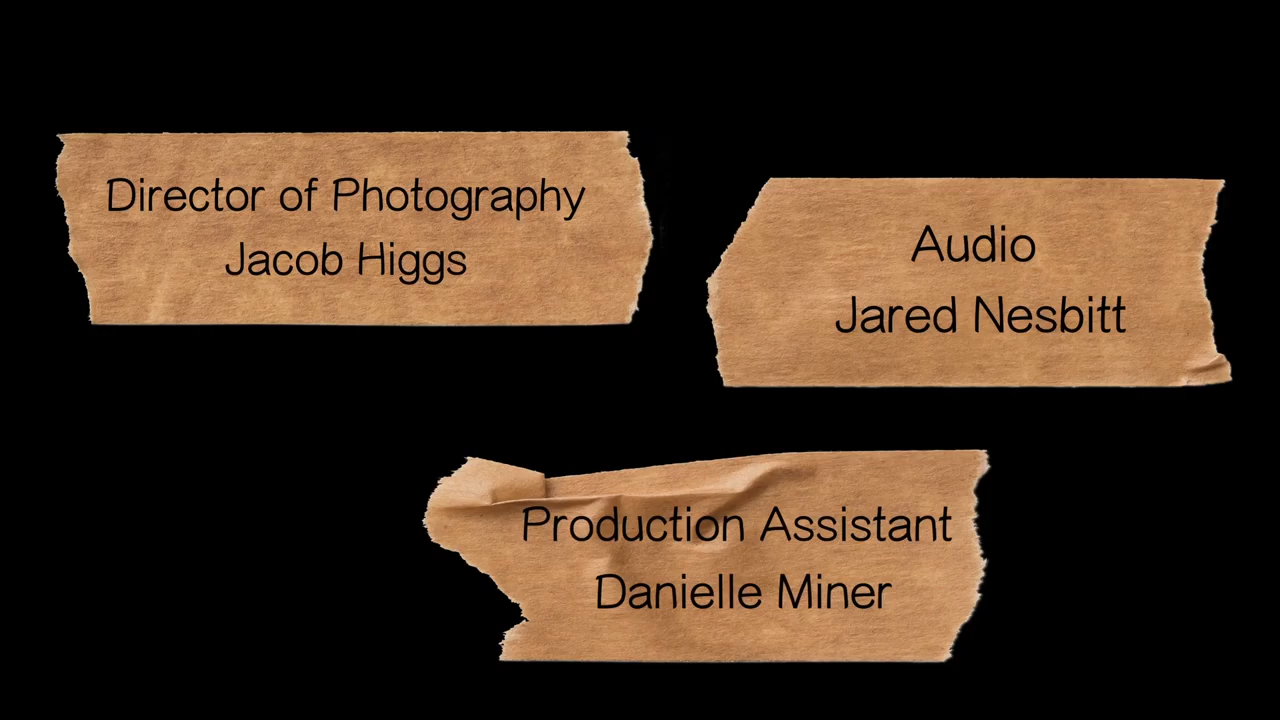 Director of Photography
Jacob Higgs
Audio
Jared Nesbitt
Production Assistant
Danielle Miner